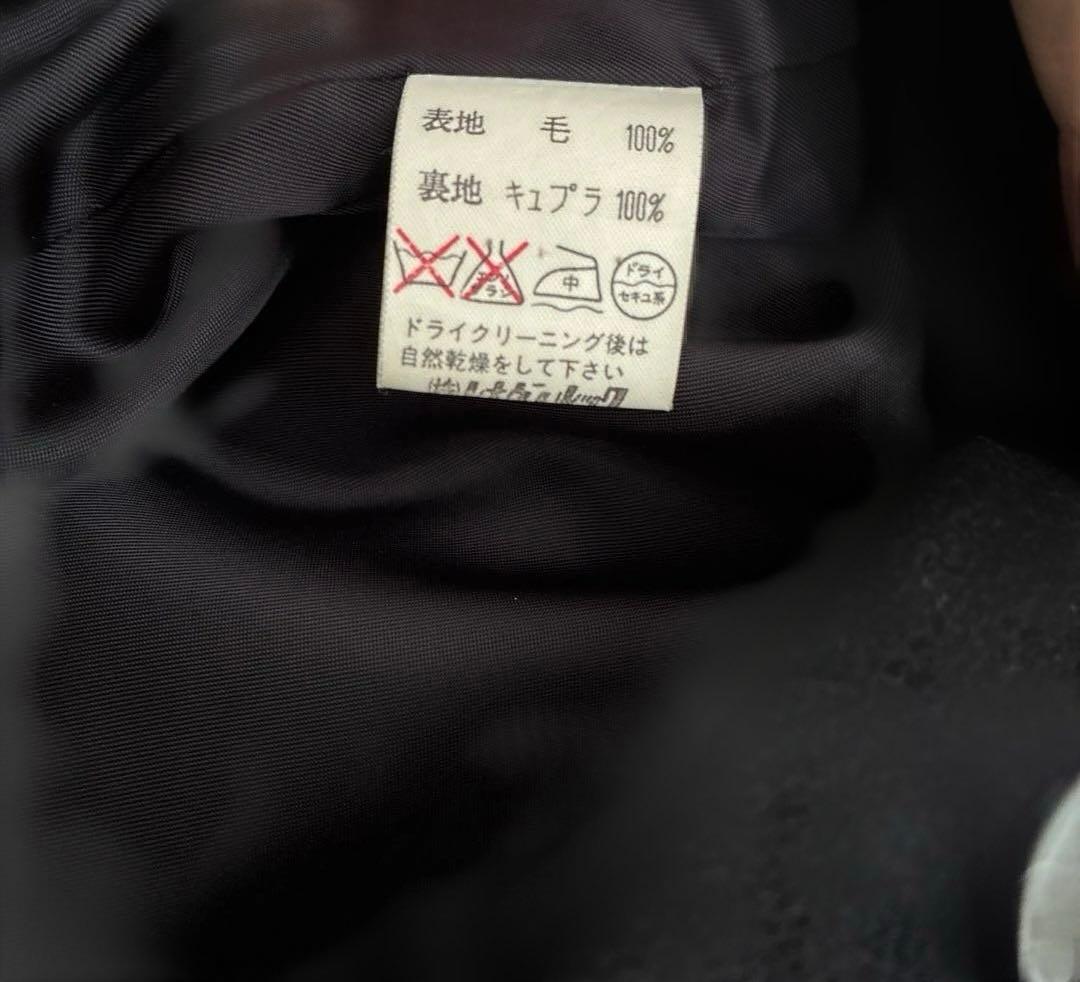 表地 毛 100%
裏地 キュプラ 100%
中
ドライ
セキユ系
ドライクリーニング後は
自然乾燥をして下さい